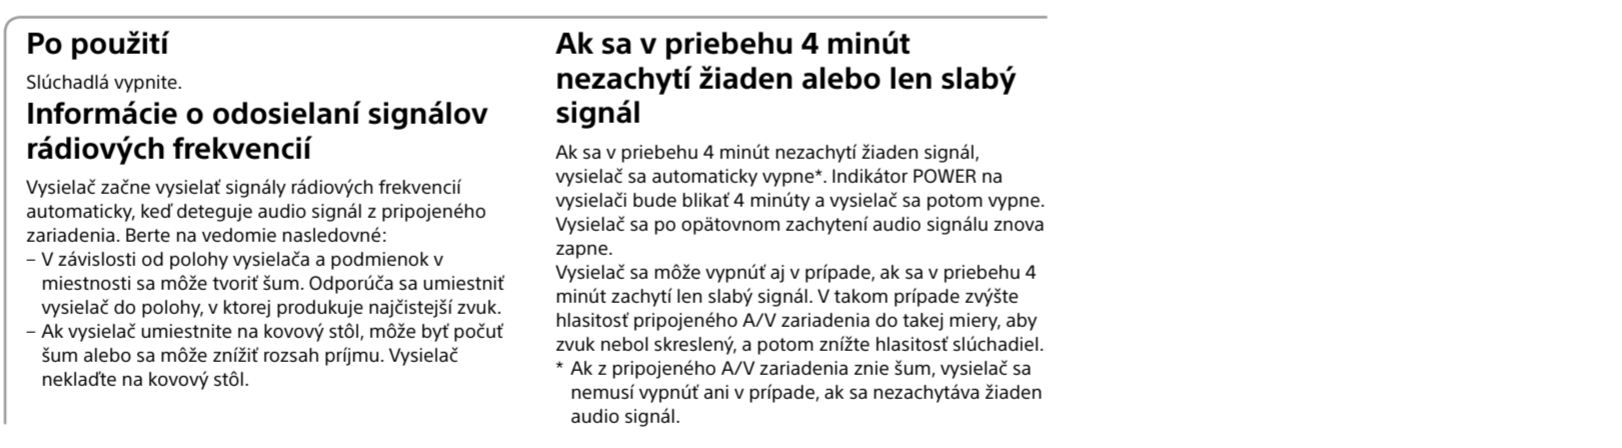 Po použití
Slúchadlá vypnite.
Informácie o odosielaní signálov
rádiových frekvencií
Vysielač začne vysielať signály rádiových frekvencií
automaticky, keď deteguje audio signál z pripojeného
zariadenia. Berte na vedomie nasledovné:
– V závislosti od polohy vysielača a podmienok v
miestnosti sa môže tvoriť šum. Odporúča sa umiestniť
vysielač do polohy, v ktorej produkuje najčistejší zvuk.
– Ak vysielač umiestnite na kovový stôl, môže byť počuť
šum alebo sa môže znížiť rozsah príjmu. Vysielač
neklaďte na kovový stôl.
Ak sa v priebehu 4 minút
nezachytí žiaden alebo len slabý
signál
Ak sa v priebehu 4 minút nezachytí žiaden signál,
vysielač sa automaticky vypne*. Indikátor POWER na
vysielači bude blikať 4 minúty a vysielač sa potom vypne.
Vysielač sa po opätovnom zachytení audio signálu znova
zapne.
Vysielač sa môže vypnúť aj v prípade, ak sa v priebehu 4
minút zachytí len slabý signál. V takom prípade zvýšte
hlasitosť pripojeného A/V zariadenia do takej miery, aby
zvuk nebol skreslený, a potom znížte hlasitosť slúchadiel.
* Ak z pripojeného A/V zariadenia znie šum, vysielač sa
nemusí vypnúť ani v prípade, ak sa nezachytáva žiaden
audio signál.